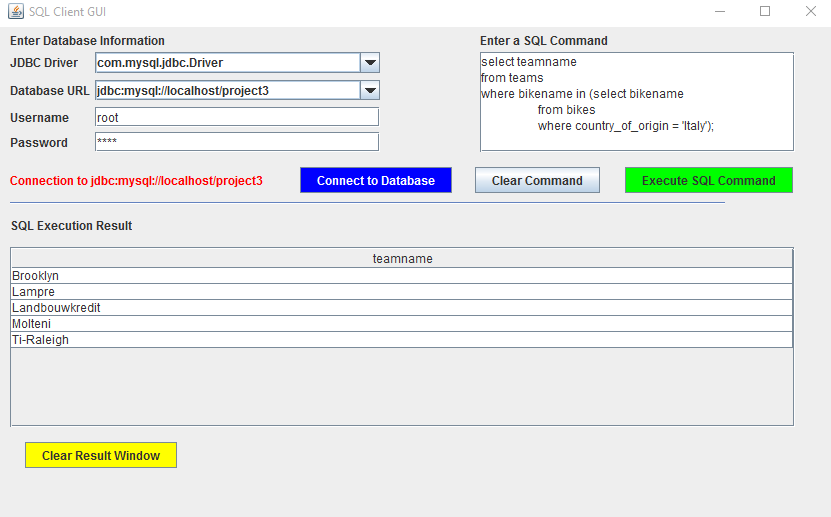 SQL Client GUI
Enter Database Information
JDBC Driver
com.mysql.jdbc.Driver
Database URL
jdbc:mysql://localhost/project3
Username
root
Password
****
Enter a SQL Command
select teamname
from teams
where bikename in (select bikename
from bikes
where country_of_origin = 'Italy');
Connection to jdbc:mysql://localhost/project3
Connect to Database
Clear Command
Execute SQL Command
SQL Execution Result
teamname
Brooklyn
Lampre
Landbouwkredit
Molteni
Ti-Raleigh
Clear Result Window